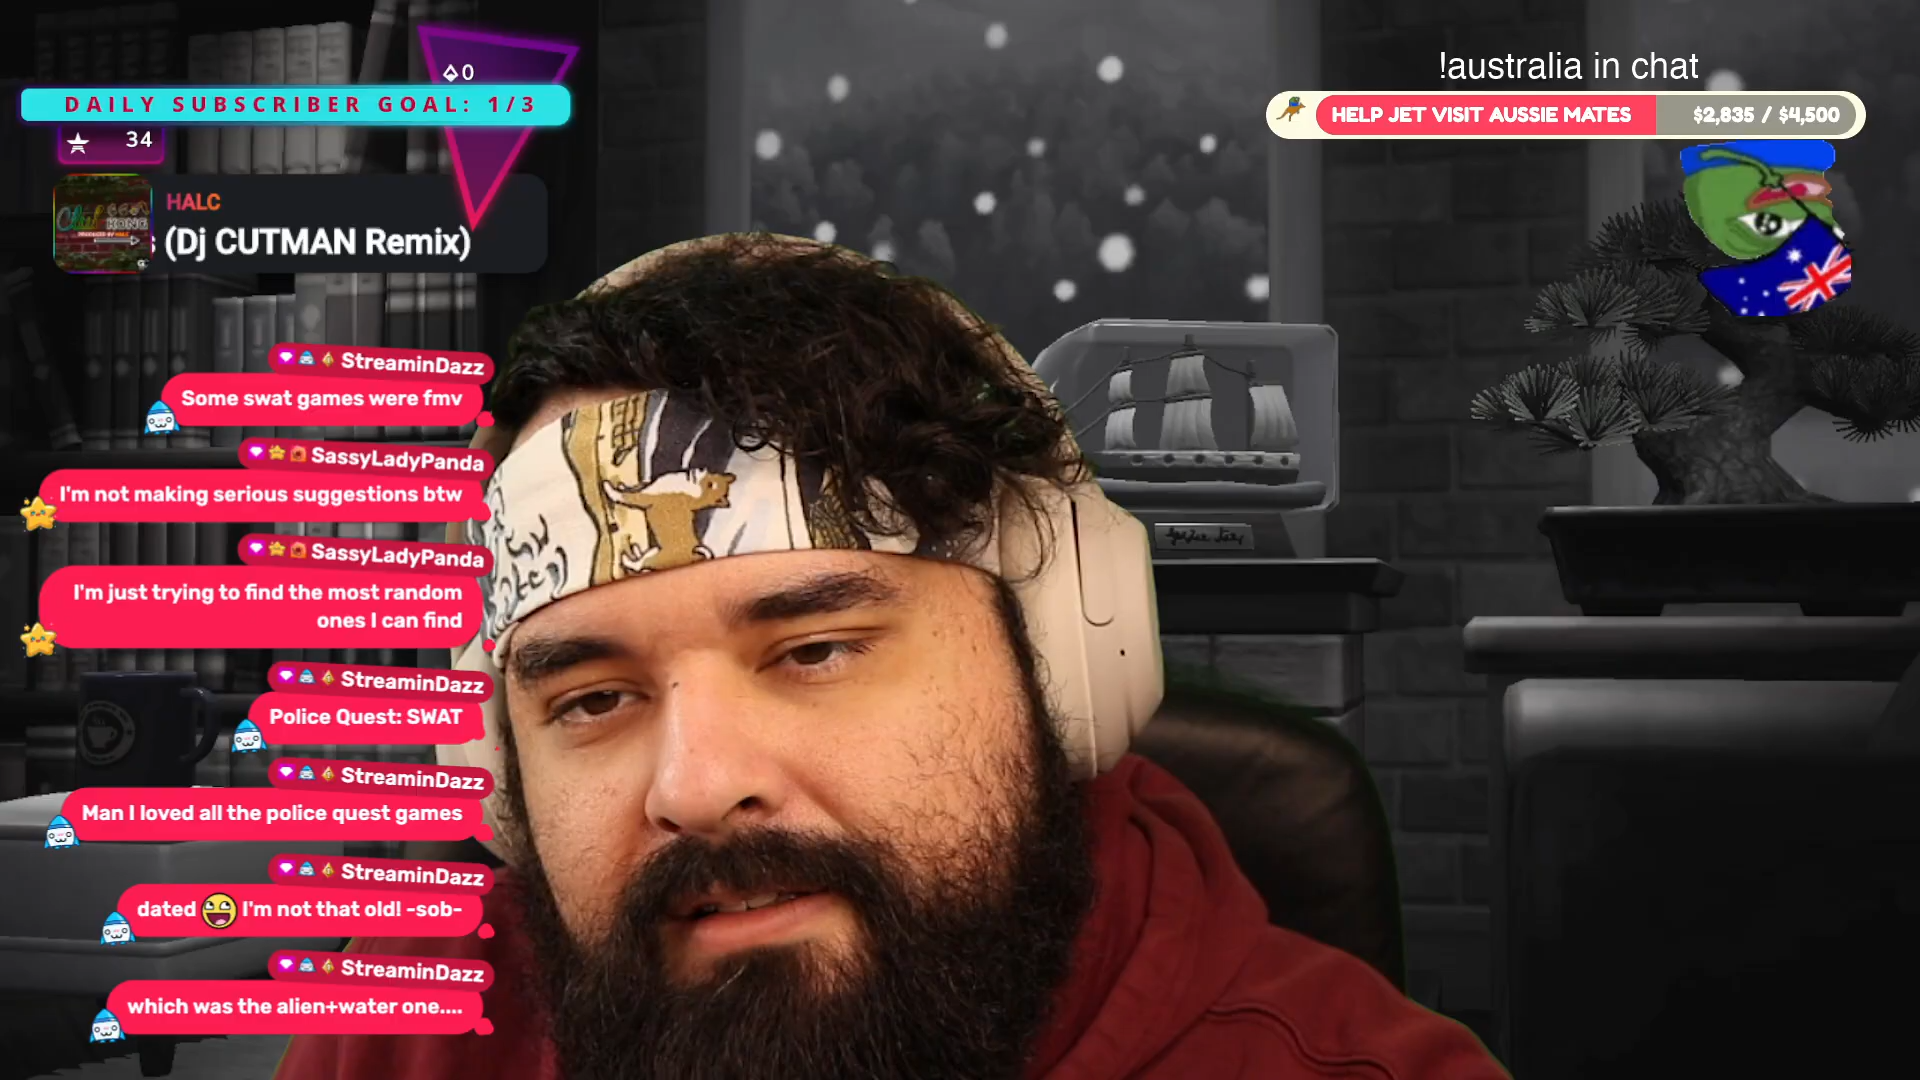 0
DAILY SUBSCRIBER GOAL: 1/3
34
HALC
(Dj CUTMAN Remix)
!australia in chat
HELP JET VISIT AUSSIE MATES $2,835 / $4,500
StreaminDazz
Some swat games were fmv
SassyLadyPanda
I'm not making serious suggestions btw
SassyLadyPanda
I'm just trying to find the most random
ones I can find
StreaminDazz
Police Quest: SWAT
StreaminDazz
Man I loved all the police quest games
StreaminDazz
dated I'm not that old! -sob-
StreaminDazz
which was the alien+water one....